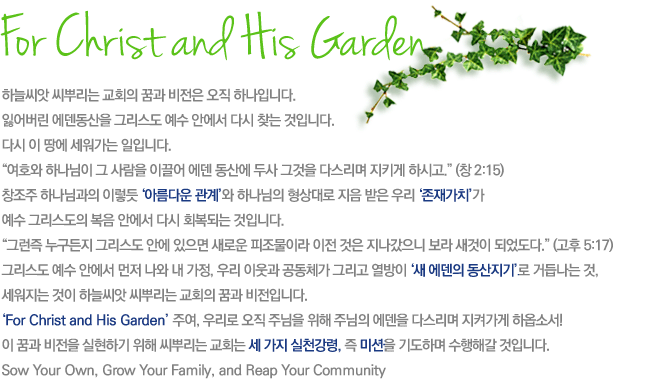 For Christ and His Garden
하늘씨앗 씨뿌리는 교회의 꿈과 비전은 오직 하나입니다.
잃어버린 에덴동산을 그리스도 예수 안에서 다시 찾는 것입니다.
다시 이 땅에 세워가는 일입니다.
“여호와 하나님이 그 사람을 이끌어 에덴 동산에 두사 그것을 다스리며 지키게 하시고.” (창 2:15)
창조주 하나님과의 이렇듯 ‘아름다운 관계’와 하나님의 형상대로 지음 받은 우리 ‘존재가치’가
예수 그리스도의 복음 안에서 다시 회복되는 것입니다.
“그런즉 누구든지 그리스도 안에 있으면 새로운 피조물이라 이전 것은 지나갔으니 보라 새것이 되었도다.” (고후 5:17)
그리스도 예수 안에서 먼저 나와 내 가정, 우리 이웃과 공동체가 그리고 열방이 ‘새 에덴의 동산지기’로 거듭나는 것,
세워지는 것이 하늘씨앗 씨뿌리는 교회의 꿈과 비전입니다.
‘For Christ and His Garden’ 주여, 우리로 오직 주님을 위해 주님의 에덴을 다스리며 지켜가게 하옵소서!
이 꿈과 비전을 실현하기 위해 씨뿌리는 교회는 세 가지 실천강령, 즉 미션을 기도하며 수행해갈 것입니다.
Sow Your Own, Grow Your Family, and Reap Your Community